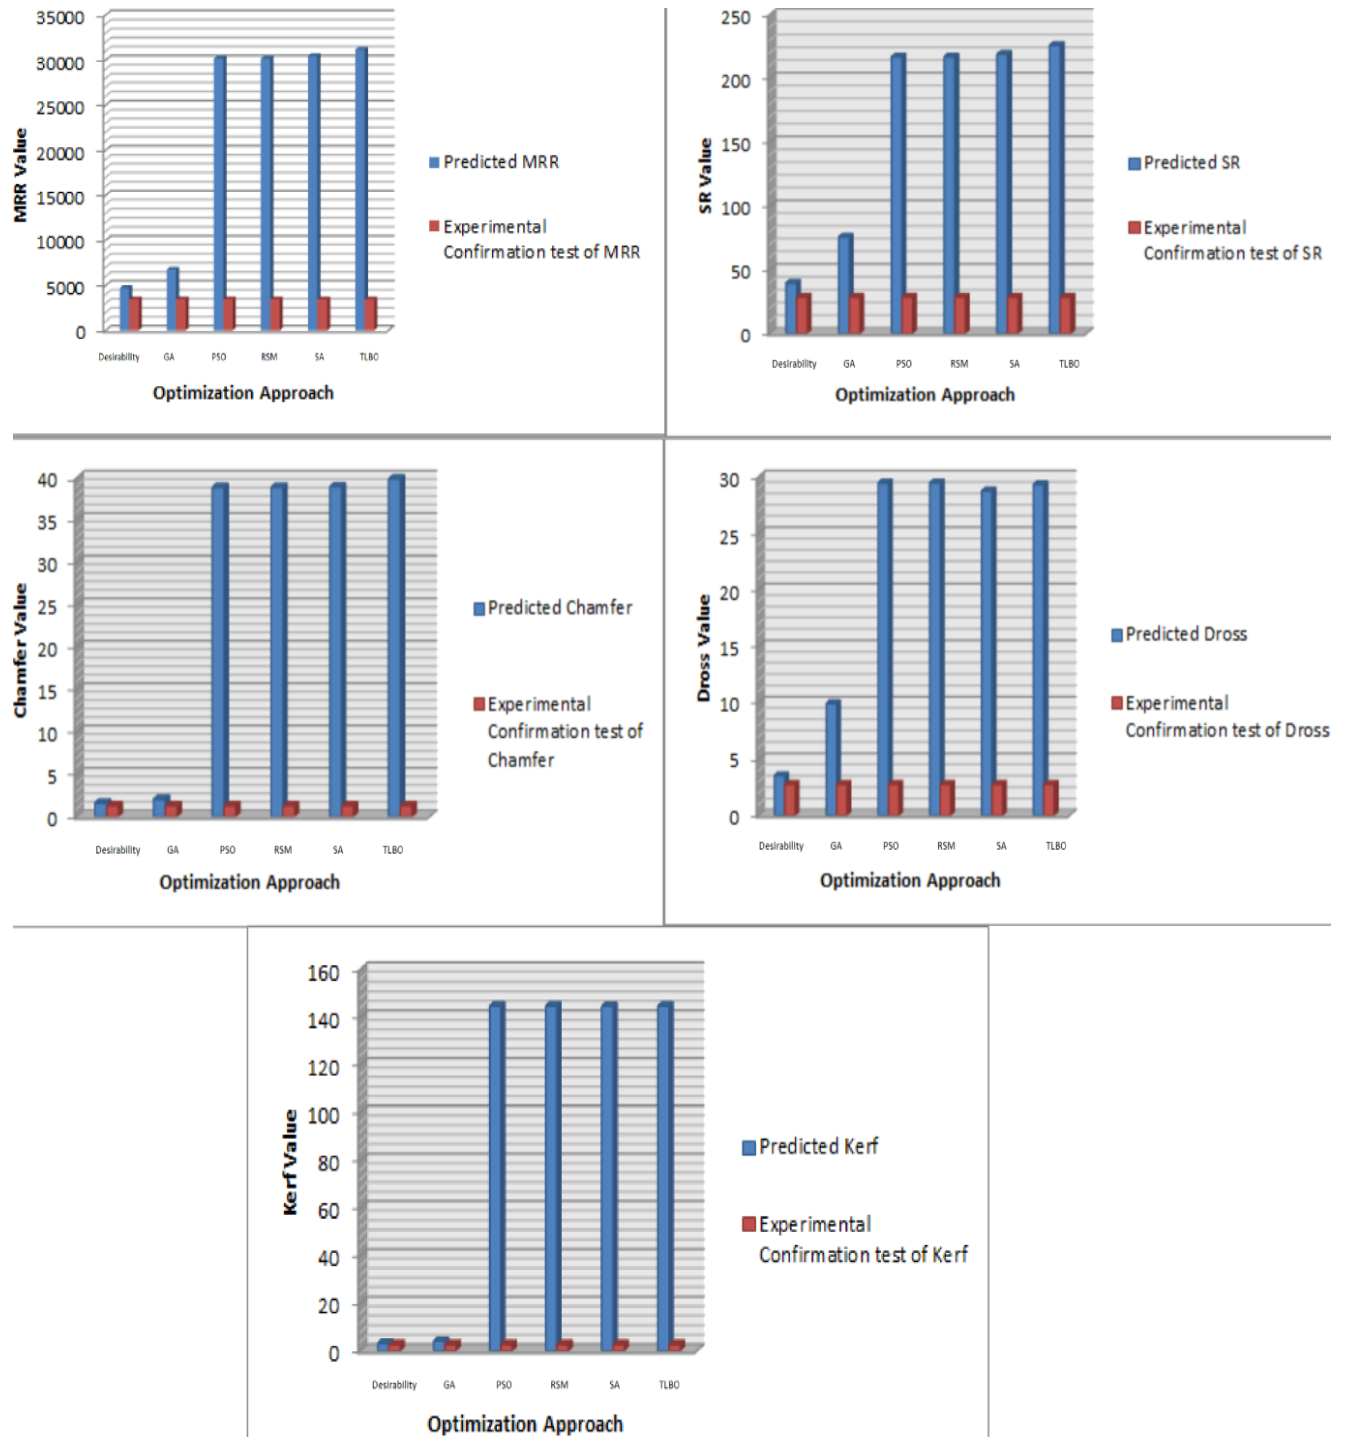 35000
30000
25000
20000
15000
10000
5000
0
MRR Value
Desirability GA PSO RSM SA TLBO
Optimization Approach
Predicted MRR
Experimental
Confirmation test of MRR
250
200
150
100
50
0
SR Value
Desirability GA PSO RSM SA TLBO
Optimization Approach
Predicted SR
Experimental
Confirmation test of SR
40
35
30
25
20
15
10
5
0
Chamfer Value
Desirability GA PSO RSM SA TLBO
Optimization Approach
Predicted Chamfer
Experimental
Confirmation test of
Chamfer
30
25
20
15
10
5
0
Dross Value
Desirability GA PSO RSM SA TLBO
Optimization Approach
Predicted Dross
Experimental
Confirmation test of Dross
160
140
120
100
80
60
40
20
0
Kerf Value
Desirability GA PSO RSM SA TLBO
Optimization Approach
Predicted Kerf
Experimental
Confirmation test of Kerf